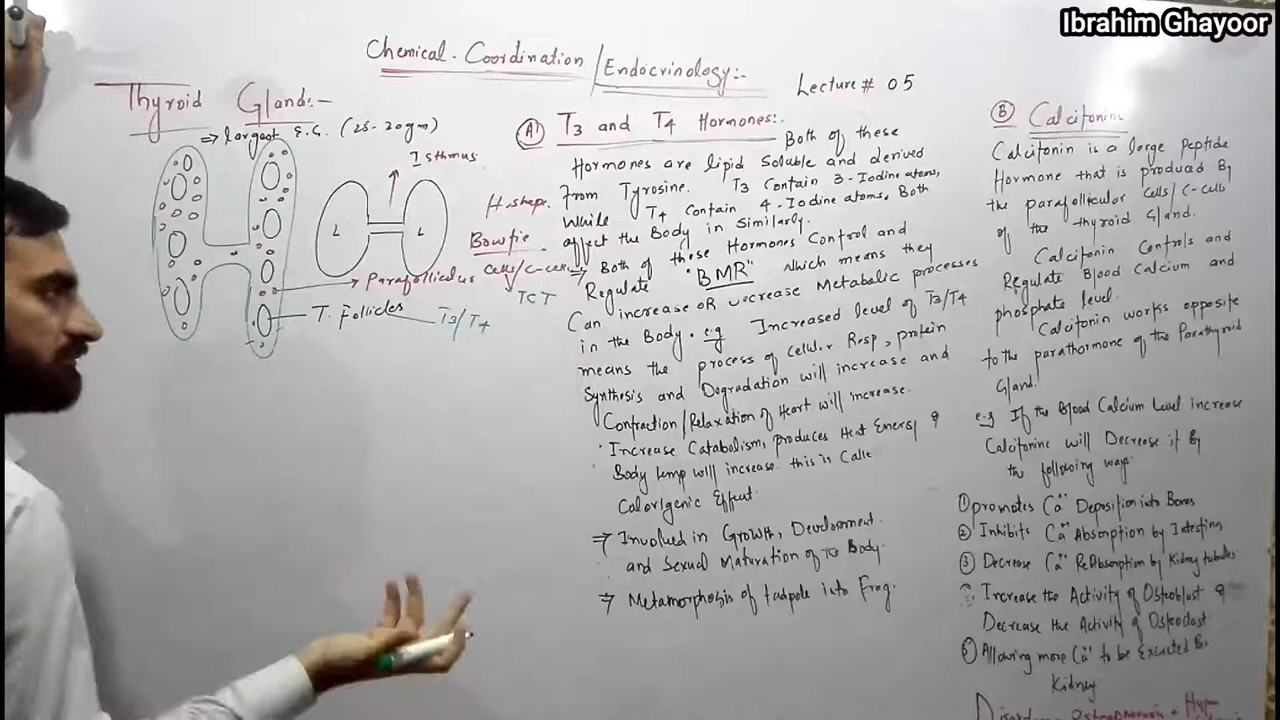 Ibrahim Ghayoor
Chemical. Coordination / Endocrinology:-
Lecture # 05
Thyroid Gland:-
⇒ largest E.G. (25-20gm)
Isthmus
L L
H-shape.
Bowtie
→ Parafollicular Cells/C-cells
TCT
T. Follicles T3/T4
(A) T3 and T4 Hormones:-
Both of these
Hormones are lipid Soluble and derived
From Tyrosine. T3 Contain 3-Iodine atoms,
While T4 Contain 4-Iodine atoms, Both
affect the Body in Similarly.
⇒ Both of these Hormones Control and
Regulate "BMR" Which means they
Can increase OR Decrease Metabolic processes
in the Body. e.g Increased level of T3/T4
means the process of Cellular Resp, protein
Synthesis and Degradation will increase and
Contraction/Relaxation of Heart will increase.
· Increase Catabolism, produces Heat Energy &
Body temp will increase. this is Calle
Calorigenic Effect.
⇒ Involved in Growth, Development.
and Sexual Maturation of the Body.
⇒ Metamorphosis of tadpole into Frog.
(B) Calcitonins
Calcitonin is a large Peptide
Hormone that is produced By
the parafollicular Cells/C-Cells
of the thyroid Gland.
Calcitonin Controls and
Regulate Blood Calcium and
phosphate level.
Calcitonin works opposite
to the parathormone of the Parathyroid
Gland.
e.g If the Blood Calcium Level increase
Calcitonine will Decrease it By
the following ways.
① promotes Ca++ Deposition into Bones
② Inhibits Ca++ Absorption by Intestine
③ Decrease Ca++ ReAbsorption by Kidney tubules
Increase the Activity of Osteoblast &
Decrease the Activity of Osteoclast
⑤ Allowing more Ca++ to be Excreted By
Kidney